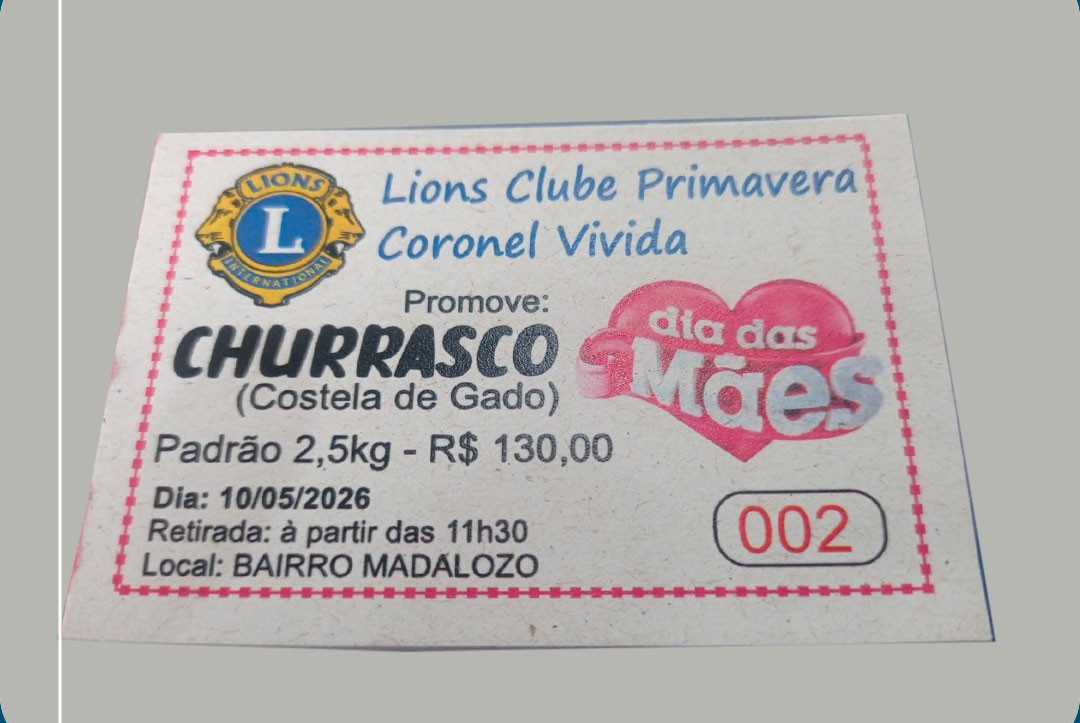 LIONS
L
INTERNATIONAL
Lions Clube Primavera
Coronel Vivida
Promove:
CHURRASCO
(Costela de Gado)
dia das
Mães
Padrão 2,5kg - R$ 130,00
Dia: 10/05/2026
Retirada: à partir das 11h30
Local: BAIRRO MADALOZO
002